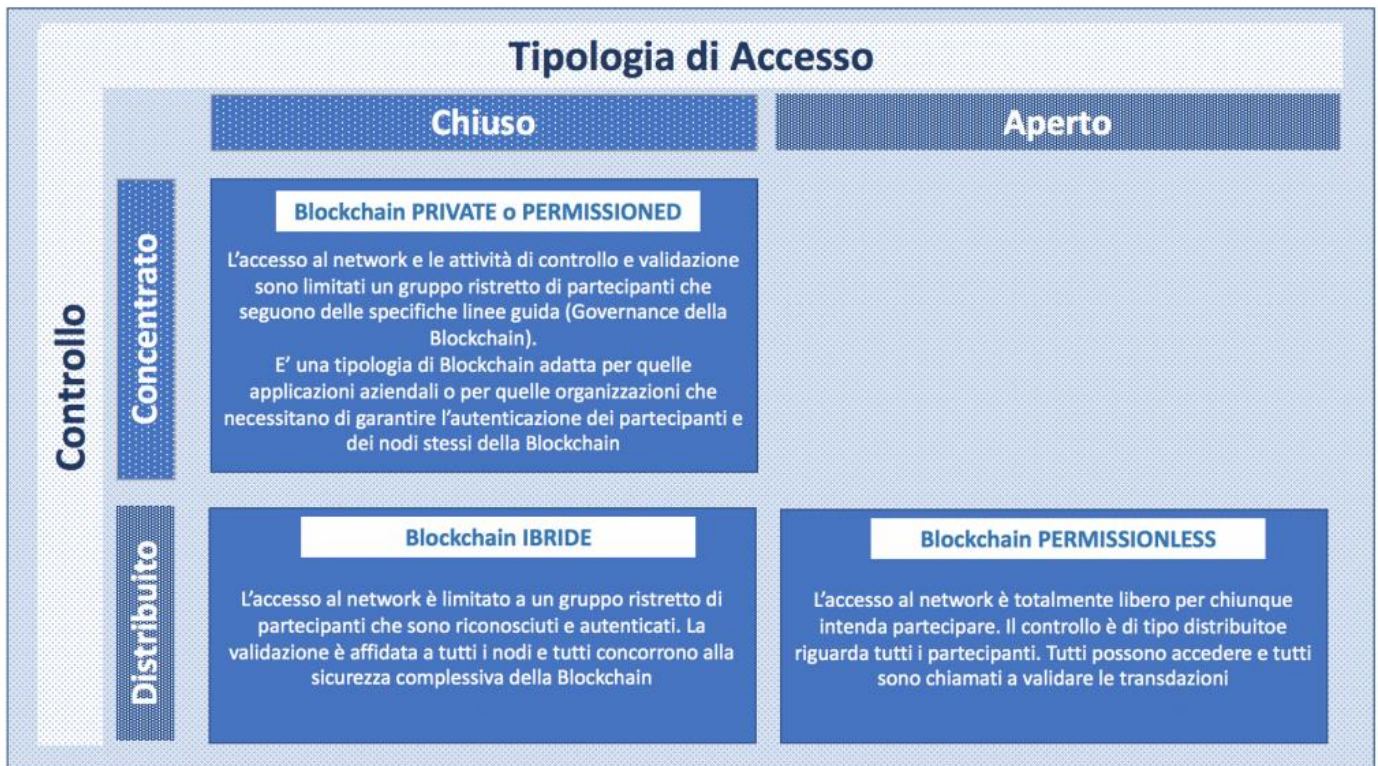 Tipologia di Accesso
Chiuso
Aperto
Controllo
Concentrato
Blockchain PRIVATE o PERMISSIONED
L’accesso al network e le attività di controllo e validazione
sono limitati un gruppo ristretto di partecipanti che
seguono delle specifiche linee guida (Governance della
Blockchain).
E’ una tipologia di Blockchain adatta per quelle
applicazioni aziendali o per quelle organizzazioni che
necesitano di garantire l’autenticazione dei partecipanti e
dei nodi stessi della Blockchain
Distribuito
Blockchain IBRIDE
L’accesso al network è limitato a un gruppo ristretto di
partecipanti che sono riconosciuti e autenticati. La
validazione è affidata a tutti i nodi e tutti concorrono alla
sicurezza complessiva della Blockchain
Blockchain PERMISSIONLESS
L’accesso al network è totalmente libero per chiunque
intenda partecipare. Il controllo è di tipo distribuitoe
riguarda tutti i partecipanti. Tutti possono accedere e tutti
sono chiamati a validare le transdazioni